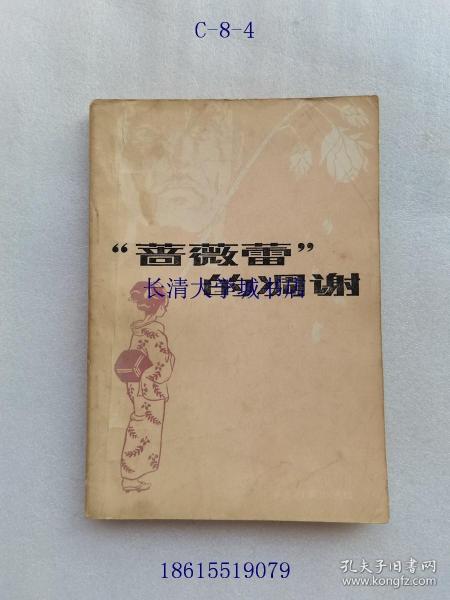 C-8-4
“蔷薇蕾”
的凋谢
长清大学城书店
18615519079
孔夫子旧书网
www.kongfz.com